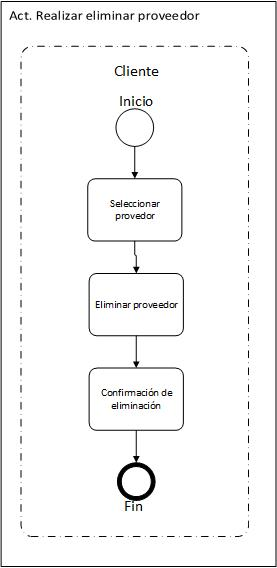 Act. Realizar eliminar proveedor
Cliente
Inicio
Seleccionar
provedor
Eliminar proveedor
Confirmación de
eliminación
Fin